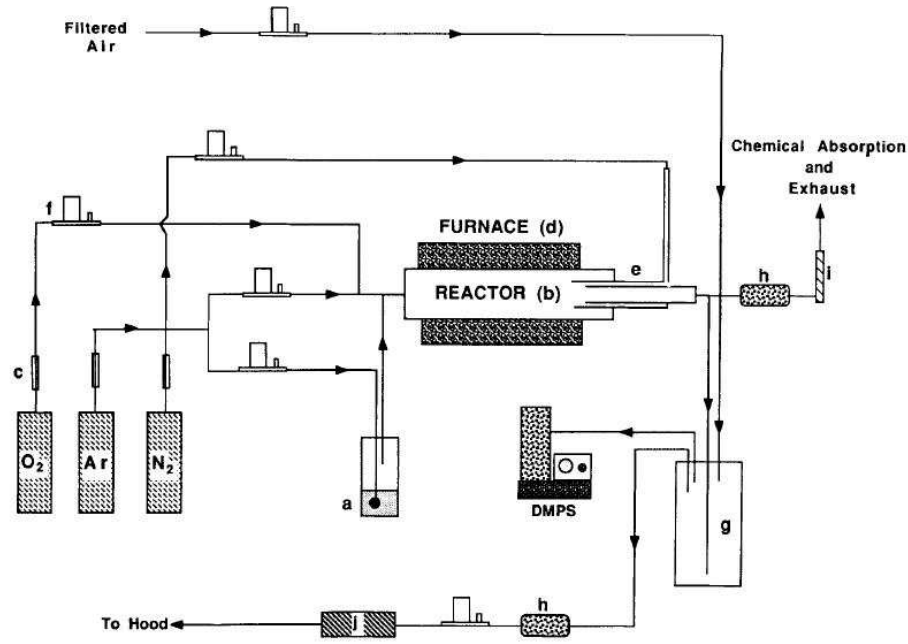 Filtered
Air
Chemical Absorption
and
Exhaust
f
FURNACE (d)
e
h
i
REACTOR (b)
c
O2
Ar
N2
a
DMPS
g
h
To Hood
j